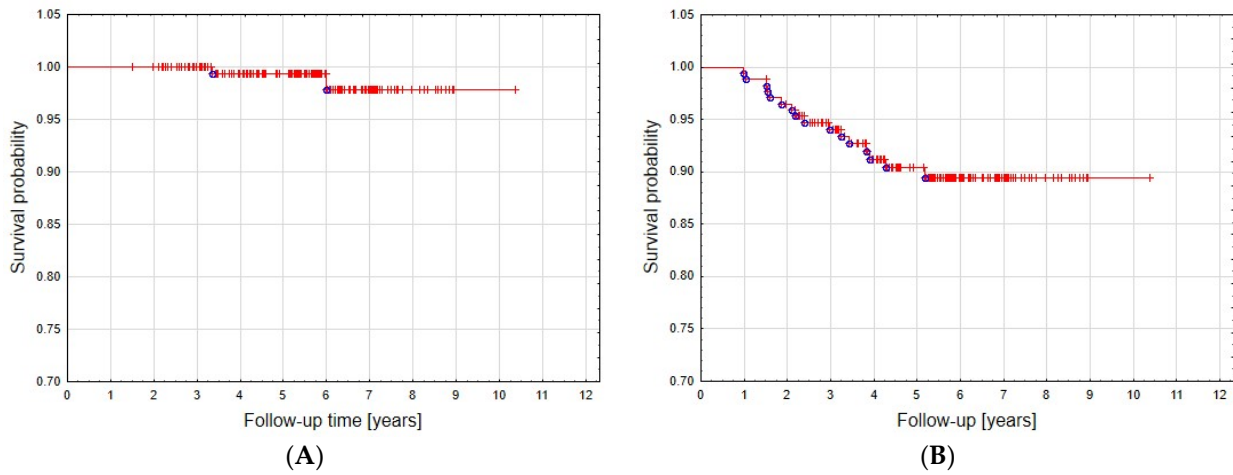 1.05
1.00
0.95
0.90
0.85
0.80
0.75
0.70
Survival probability
0 1 2 3 4 5 6 7 8 9 10 11 12
Follow-up time [years]
(A)
1.05
1.00
0.95
0.90
0.85
0.80
0.75
0.70
Survival probability
0 1 2 3 4 5 6 7 8 9 10 11 12
Follow-up [years]
(B)